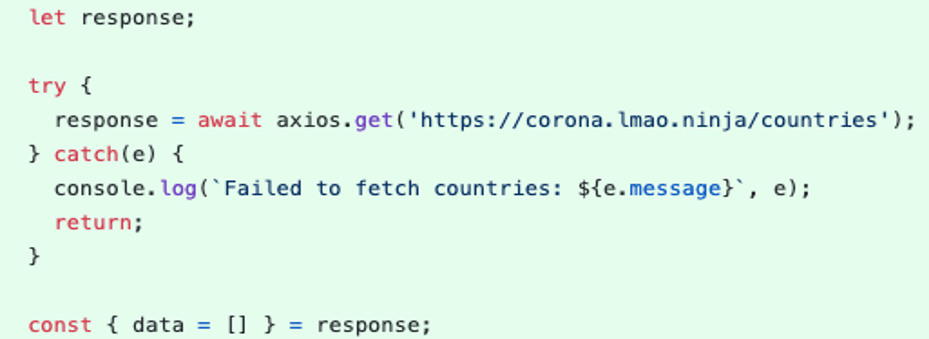 let response;
try {
response = await axios.get('https://corona.lmao.ninja/countries');
} catch(e) {
console.log(`Failed to fetch countries: ${e.message}`, e);
return;
}
const { data = [] } = response;